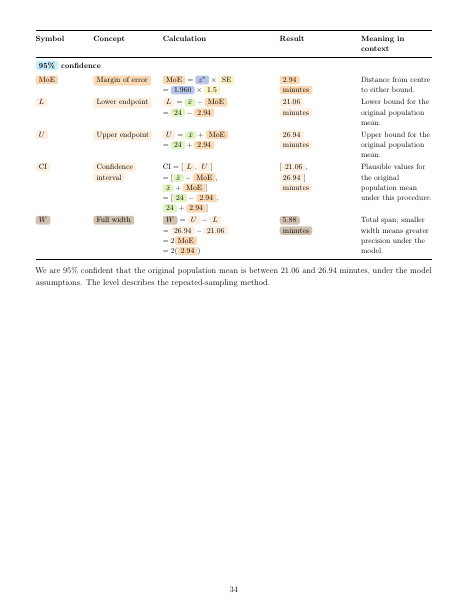 Symbol Concept Calculation Result Meaning in
context
95% confidence
MoE Margin of error MoE = z* × SE 2.94 Distance from centre
= 1.960 × 1.5 minutes to either bound.
L Lower endpoint L = x̄ − MoE 21.06 Lower bound for the
= 24 − 2.94 minutes original population
mean.
U Upper endpoint U = x̄ + MoE 26.94 Upper bound for the
= 24 + 2.94 minutes original population
mean.
CI Confidence CI = [ L , U ] [ 21.06 , Plausible values for
interval = [ x̄ − MoE , 26.94 ] the original
x̄ + MoE ] minutes population mean
= [ 24 − 2.94 , under this procedure.
24 + 2.94 ]
W Full width W = U − L 5.88 Total span; smaller
= 26.94 − 21.06 minutes width means greater
= 2 MoE precision under the
= 2( 2.94 ) model.
We are 95% confident that the original population mean is between 21.06 and 26.94 minutes, under the model
assumptions. The level describes the repeated-sampling method.
34